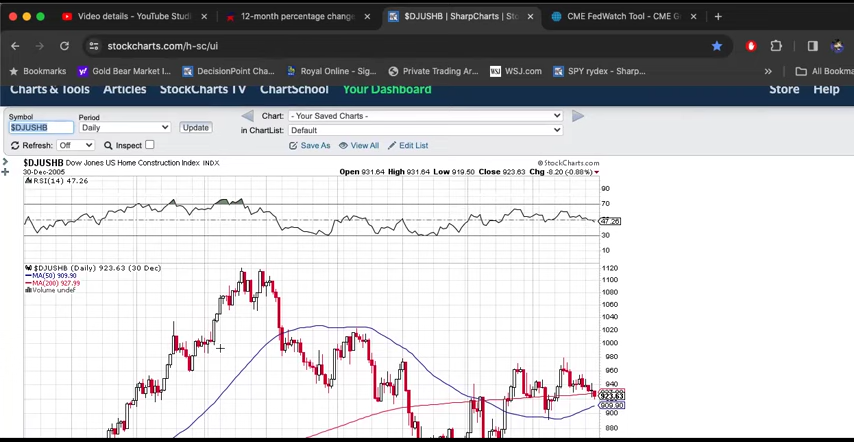 Video details - YouTube Studi
12-month percentage change
$DJUSHB | SharpCharts | Sto
CME FedWatch Tool - CME G
stockcharts.com/h-sc/ui
Bookmarks
Gold Bear Market I...
DecisionPoint Cha...
Royal Online - Sig...
Private Trading Ar...
WSJ.com
SPY rydex - Sharp...
All Bookma
Charts & Tools
Articles
StockCharts TV
ChartSchool
Your Dashboard
Store
Help
Symbol
Period
$DJUSHB
Daily
Update
Chart:
- Your Saved Charts -
in ChartList:
Default
Refresh: Off
Inspect
Save As
View All
Edit List
$DJUSHB Dow Jones US Home Construction Index INDX
© StockCharts.com
30-Dec-2005
Open 931.64 High 931.64 Low 919.50 Close 923.63 Chg -8.20 (-0.88%)
RSI(14) 47.26
90
70
47.26
30
10
$DJUSHB (Daily) 923.63 (30 Dec)
MA(50) 909.90
MA(200) 927.99
Volume undef
1120
1100
1080
1060
1040
1020
1000
980
960
940
923.63
909.90
900
880